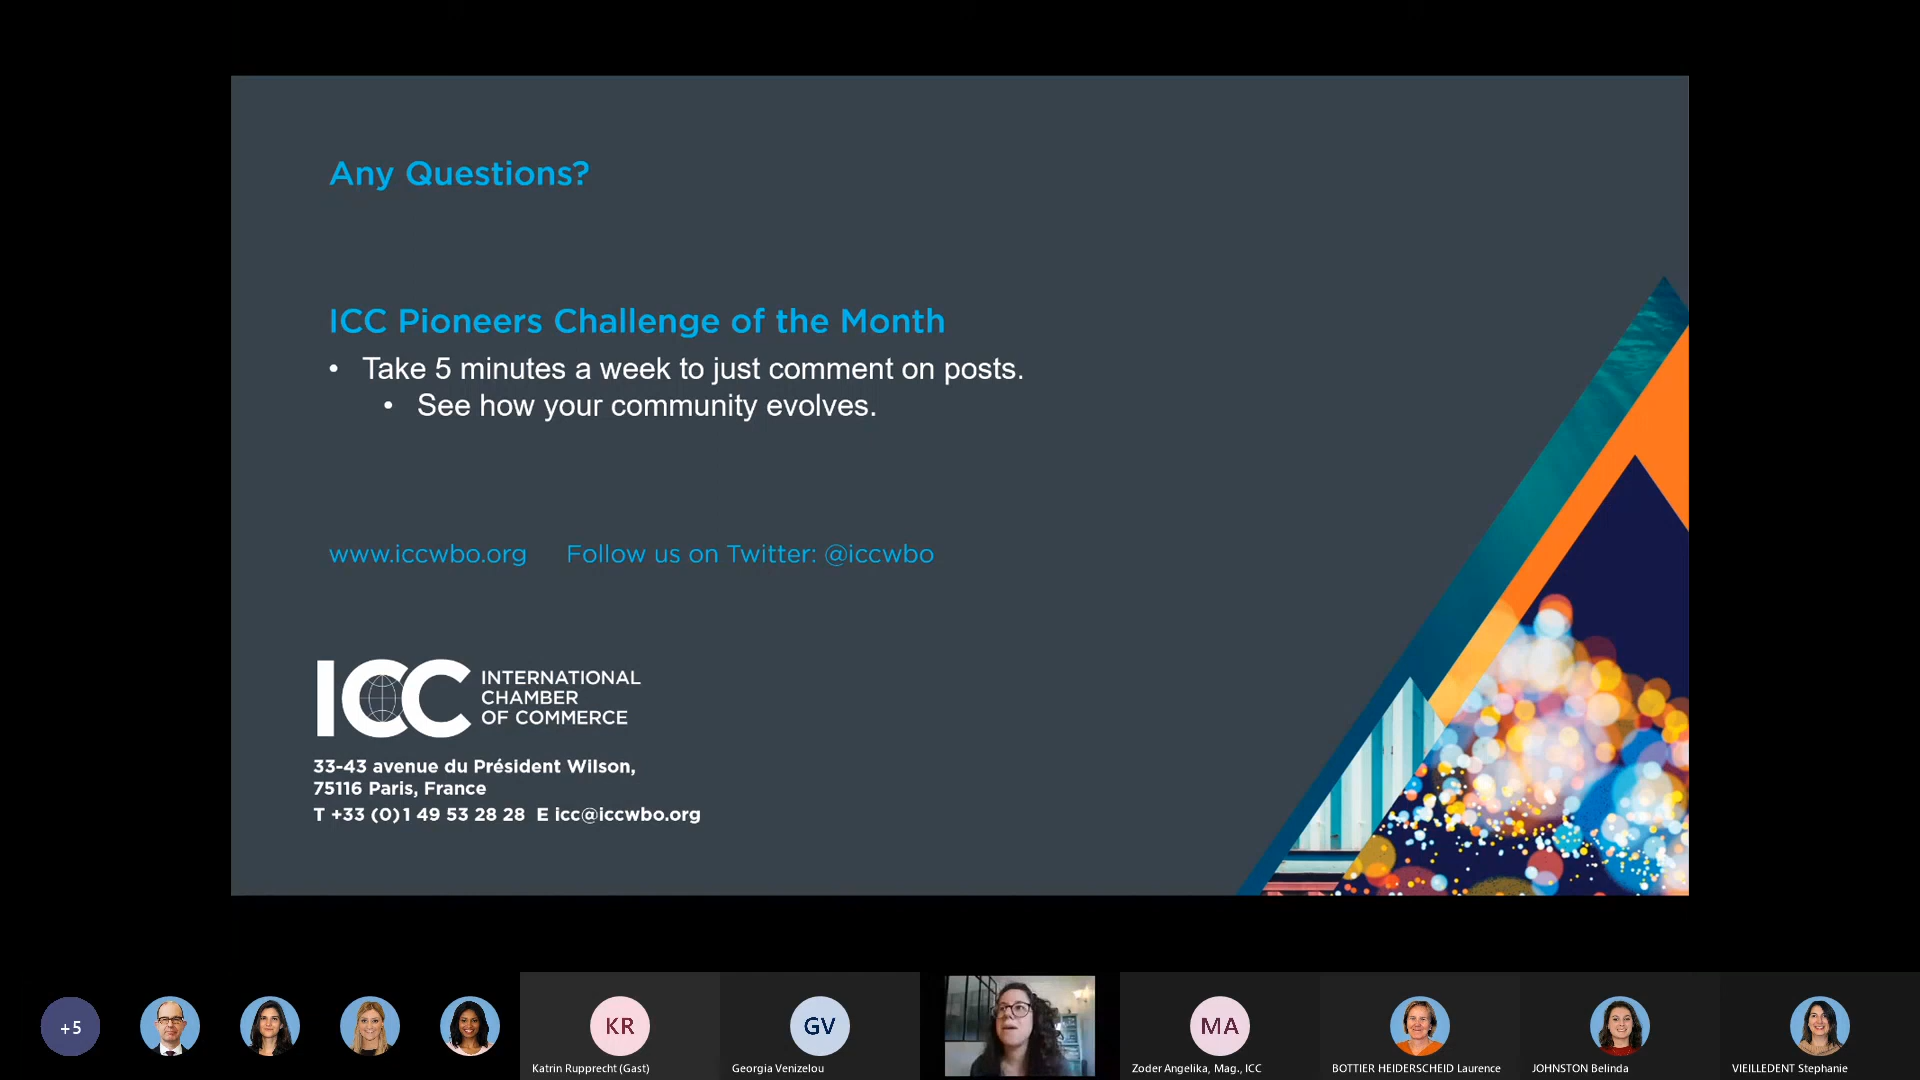 Any Questions?
ICC Pioneers Challenge of the Month
• Take 5 minutes a week to just comment on posts.
• See how your community evolves.
www.iccwbo.org Follow us on Twitter: @iccwbo
ICC INTERNATIONAL
CHAMBER
OF COMMERCE
33-43 avenue du Président Wilson,
75116 Paris, France
T +33 (0)1 49 53 28 28 E icc@iccwbo.org
+5
KR
GV
MA
Katrin Rupprecht (Gast)
Georgia Venizelou
Zoder Angelika, Mag., ICC
BOTTIER HEIDERSCHEID Laurence
JOHNSTON Belinda
VIEILLEDENT Stephanie